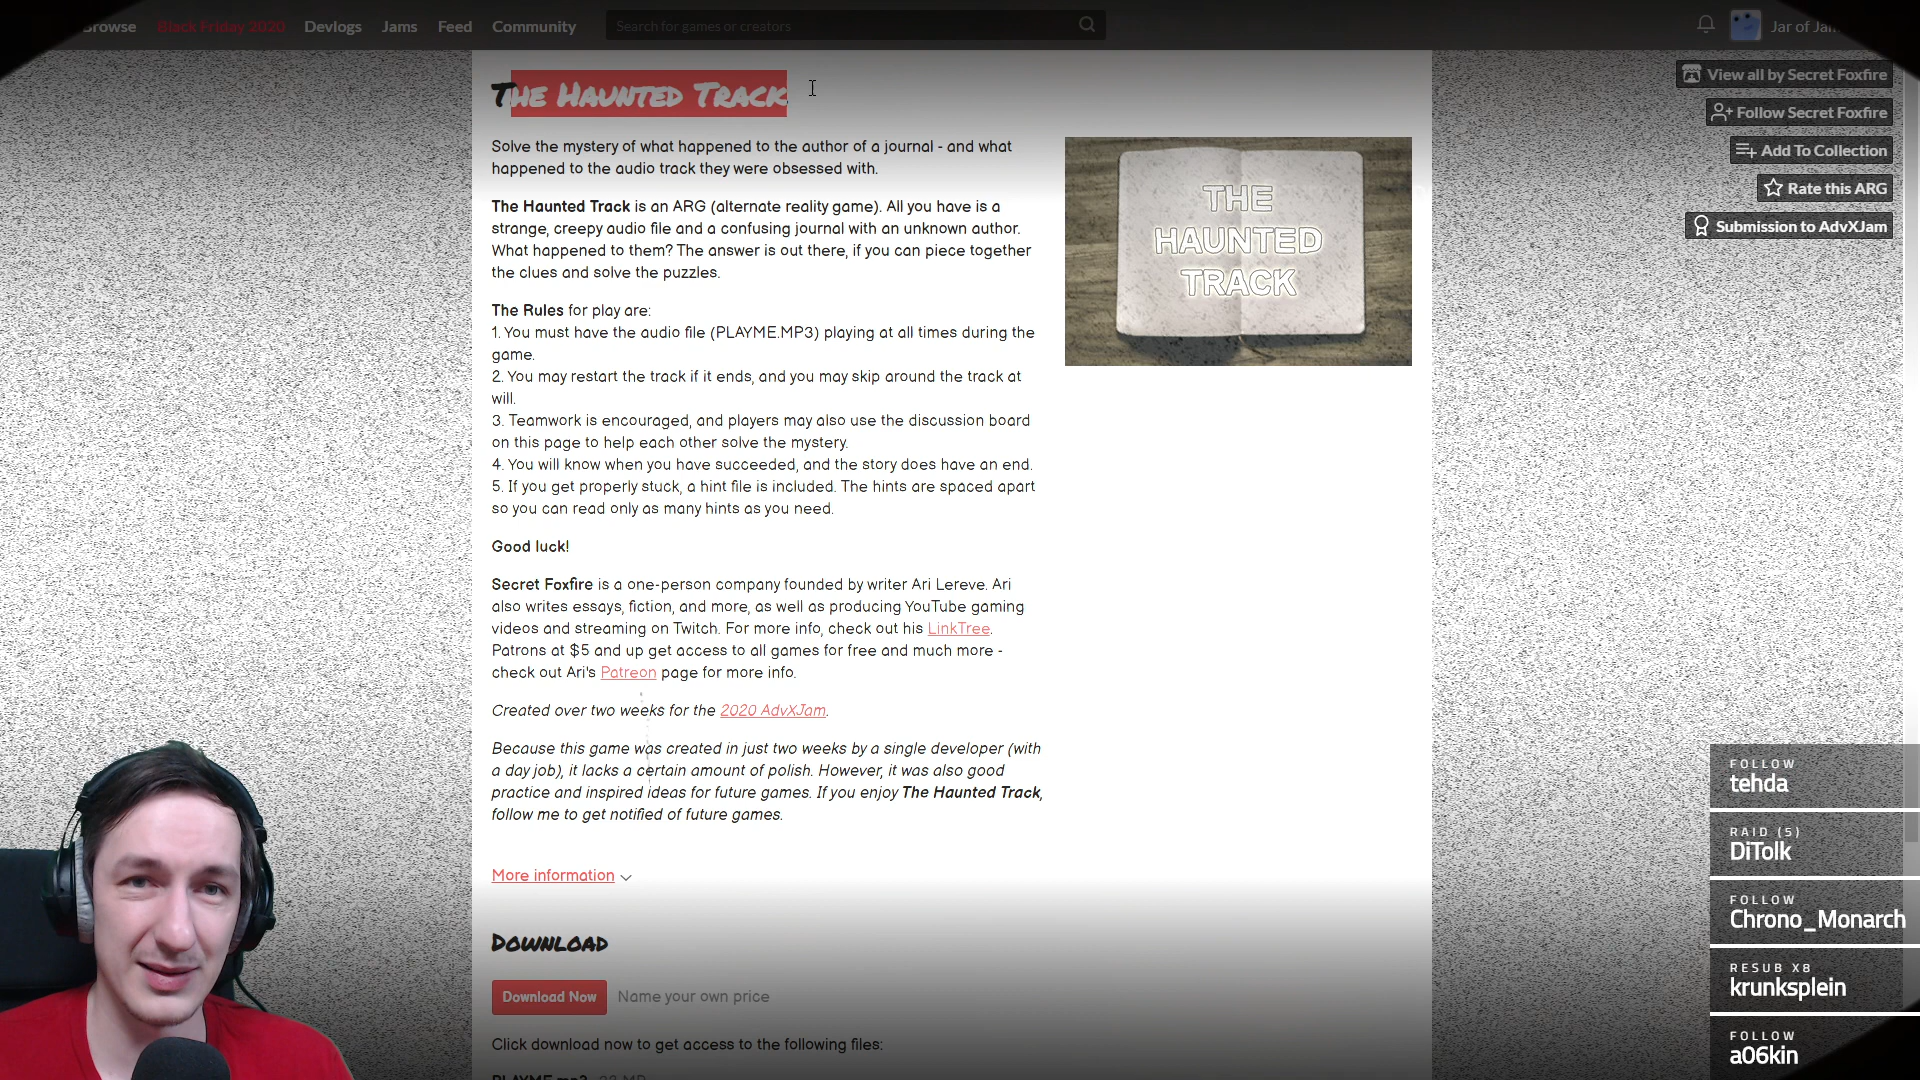 Browse Black Friday 2020 Devlogs Jams Feed Community Search for games or creators Jar of
THE HAUNTED TRACK
View all by Secret Foxfire
Follow Secret Foxfire
Add To Collection
Rate this ARG
Submission to AdvXJam
Solve the mystery of what happened to the author of a journal - and what
happened to the audio track they were obsessed with.
The Haunted Track is an ARG (alternate reality game). All you have is a
strange, creepy audio file and a confusing journal with an unknown author.
What happened to them? The answer is out there, if you can piece together
the clues and solve the puzzles.
THE
HAUNTED
TRACK
The Rules for play are:
1. You must have the audio file (PLAYME.MP3) playing at all times during the
game.
2. You may restart the track if it ends, and you may skip around the track at
will.
3. Teamwork is encouraged, and players may also use the discussion board
on this page to help each other solve the mystery.
4. You will know when you have succeeded, and the story does have an end.
5. If you get properly stuck, a hint file is included. The hints are spaced apart
so you can read only as many hints as you need.
Good luck!
Secret Foxfire is a one-person company founded by writer Ari Lereve. Ari
also writes essays, fiction, and more, as well as producing YouTube gaming
videos and streaming on Twitch. For more info, check out his LinkTree.
Patrons at $5 and up get access to all games for free and much more -
check out Ari's Patreon page for more info.
Created over two weeks for the 2020 AdvXJam.
Because this game was created in just two weeks by a single developer (with
a day job), it lacks a certain amount of polish. However, it was also good
practice and inspired ideas for future games. If you enjoy The Haunted Track,
follow me to get notified of future games.
More information
DOWNLOAD
Download Now Name your own price
Click download now to get access to the following files:
PLAYME.mp3 
FOLLOW
tehda
RAID (5)
DiTolk
FOLLOW
Chrono_Monarch
RESUB X8
krunksplein
FOLLOW
a06kin